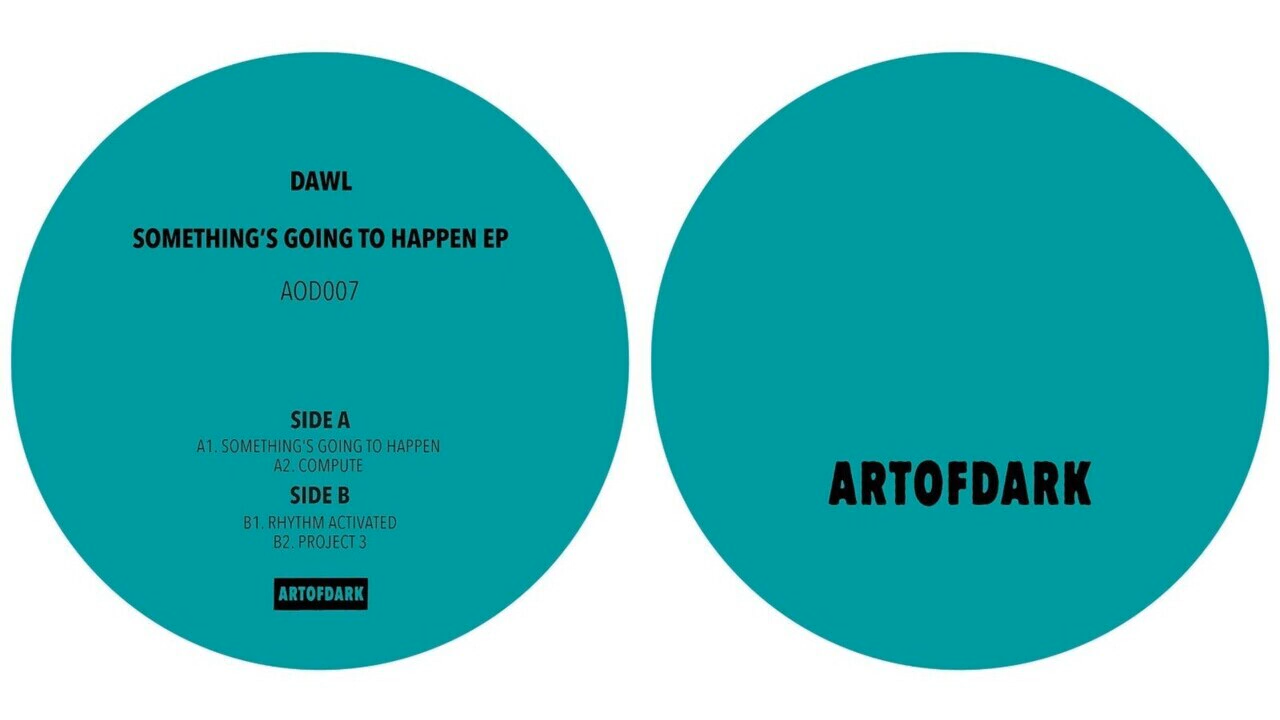 DAWL
SOMETHING'S GOING TO HAPPEN EP
AOD007
SIDE A
A1. SOMETHING'S GOING TO HAPPEN
A2. COMPUTE
SIDE B
B1. RHYTHM ACTIVATED
B2. PROJECT 3
ARTOFDARK
ARTOFDARK